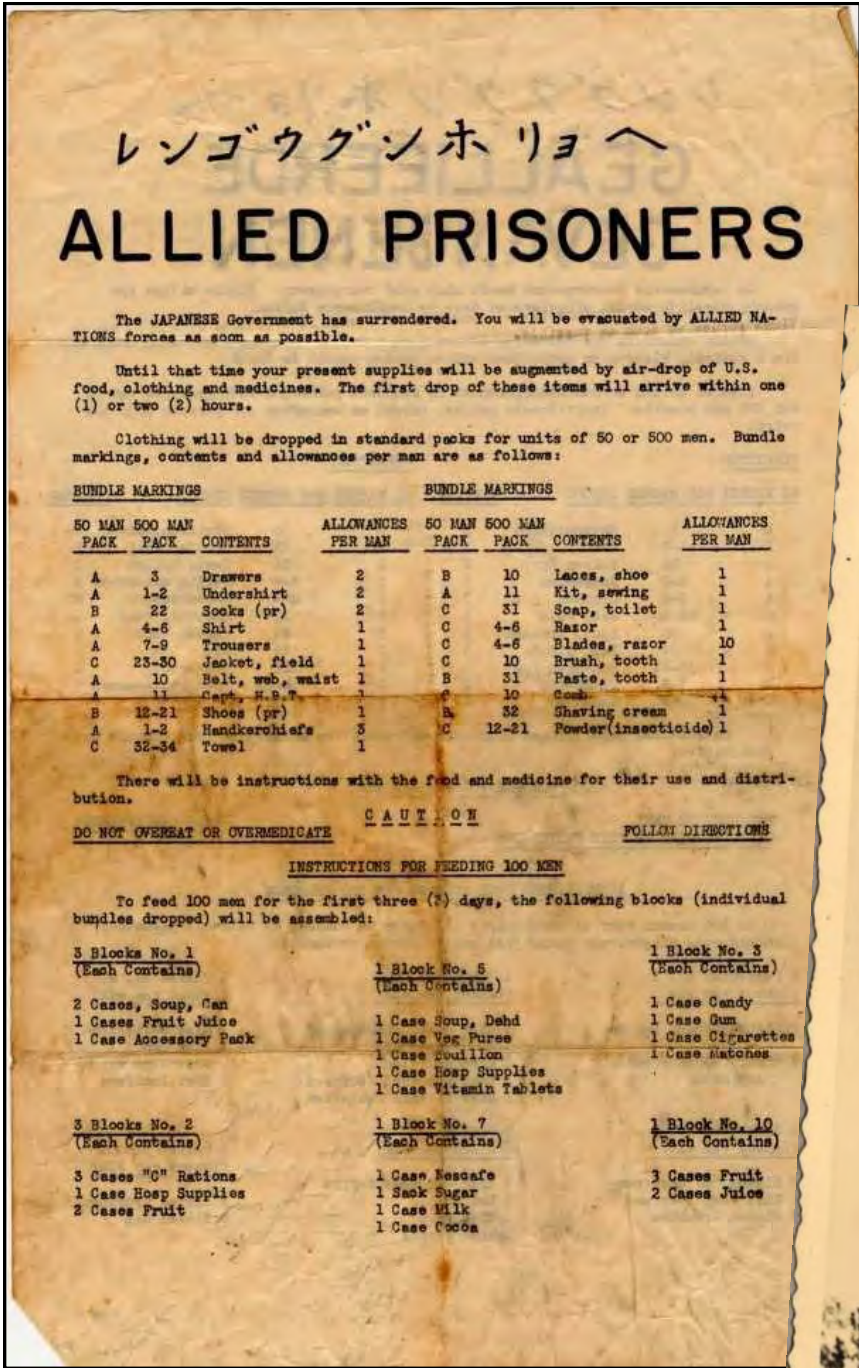 レンゴウグンホリョヘ
ALLIED PRISONERS
The JAPANESE Government has surrendered. You will be evacuated by ALLIED NA-
TIONS forces as soon as possible.
Until that time your present supplies will be augmented by air-drop of U.S.
food, clothing and medicines. The first drop of these items will arrive within one
(1) or two (2) hours.
Clothing will be dropped in standard packs for units of 50 or 500 men. Bundle
markings, contents and allowances per man are as follows:
BUNDLE MARKINGS BUNDLE MARKINGS
50 MAN 500 MAN ALLOWANCES 50 MAN 500 MAN ALLOWANCES
PACK PACK CONTENTS PER MAN PACK PACK CONTENTS PER MAN
A 3 Drawers 2 B 10 Laces, shoe 1
A 1-2 Undershirt 2 A 11 Kit, sewing 1
B 22 Socks (pr) 2 C 31 Soap, toilet 1
A 4-6 Shirt 1 C 4-6 Razor 1
A 7-9 Trousers 1 C 4-6 Blades, razor 10
C 23-30 Jacket, field 1 C 10 Brush, tooth 1
A 10 Belt, web, waist 1 B 31 Paste, tooth 1
A 11 Capt, H.B.T. 1 C 10 Comb 1
B 12-21 Shoes (pr) 1 B 32 Shaving cream 1
A 1-2 Handkerchiefs 3 C 12-21 Powder(insecticide) 1
C 32-34 Towel 1
There will be instructions with the food and medicine for their use and distri-
bution.
CAUTION
DO NOT OVEREAT OR OVERMEDICATE FOLLOW DIRECTIONS
INSTRUCTIONS FOR FEEDING 100 MEN
To feed 100 men for the first three (3) days, the following blocks (individual
bundles dropped) will be assembled:
3 Blocks No. 1
(Each Contains)
2 Cases, Soup, Can
1 Cases Fruit Juice
1 Case Accessory Pack
1 Block No. 5
(Each Contains)
1 Case Soup, Dehd
1 Case Veg Puree
1 Case Bouillon
1 Case Hosp Supplies
1 Case Vitamin Tablets
1 Block No. 3
(Each Contains)
1 Case Candy
1 Case Gum
1 Case Cigarettes
1 Case Matches
3 Blocks No. 2
(Each Contains)
3 Cases "C" Rations
1 Case Hosp Supplies
2 Cases Fruit
1 Block No. 7
(Each Contains)
1 Case Nescafe
1 Sack Sugar
1 Case Milk
1 Case Cocoa
1 Block No. 10
(Each Contains)
3 Cases Fruit
2 Cases Juice